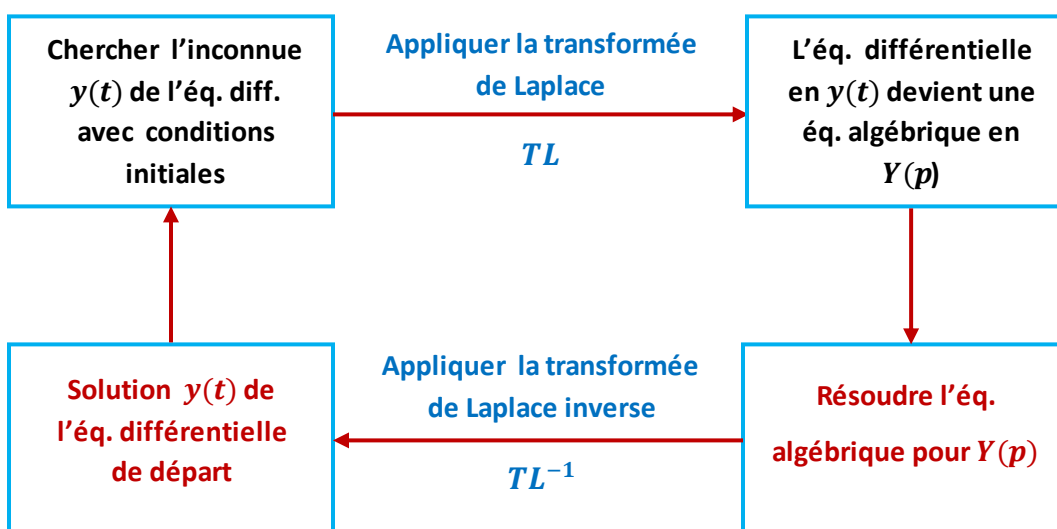 Chercher l'inconnue
y(t) de l'éq. diff.
avec conditions
initiales
Appliquer la transformée
de Laplace
TL
L'éq. différentielle
en y(t) devient une
éq. algébrique en
Y(p)
Solution y(t) de
l'éq. différentielle
de départ
Appliquer la transformée
de Laplace inverse
TL⁻¹
Résoudre l'éq.
algébrique pour Y(p)